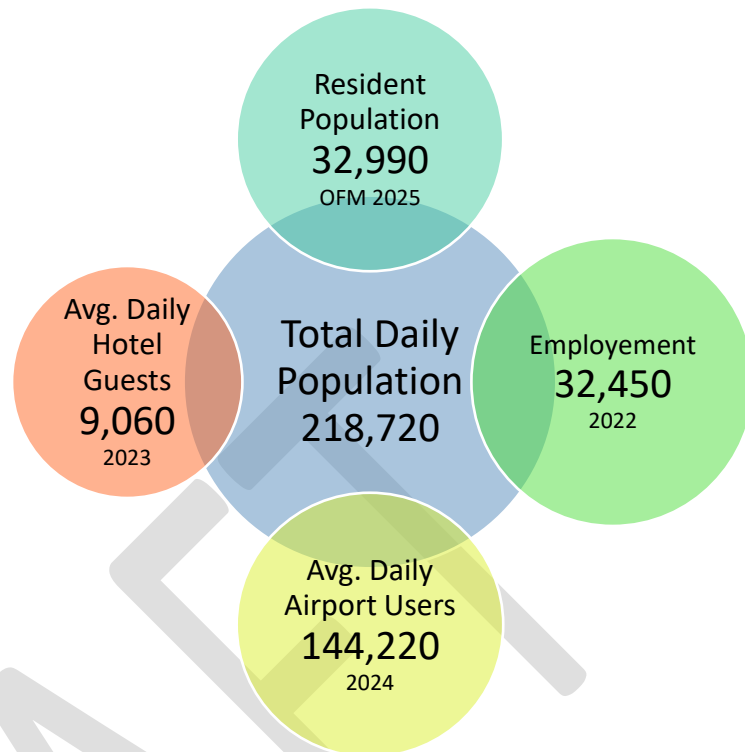 Resident
Population
32,990
OFM 2025
Avg. Daily
Hotel
Guests
9,060
2023
Total Daily
Population
218,720
Employement
32,450
2022
Avg. Daily
Airport Users
144,220
2024